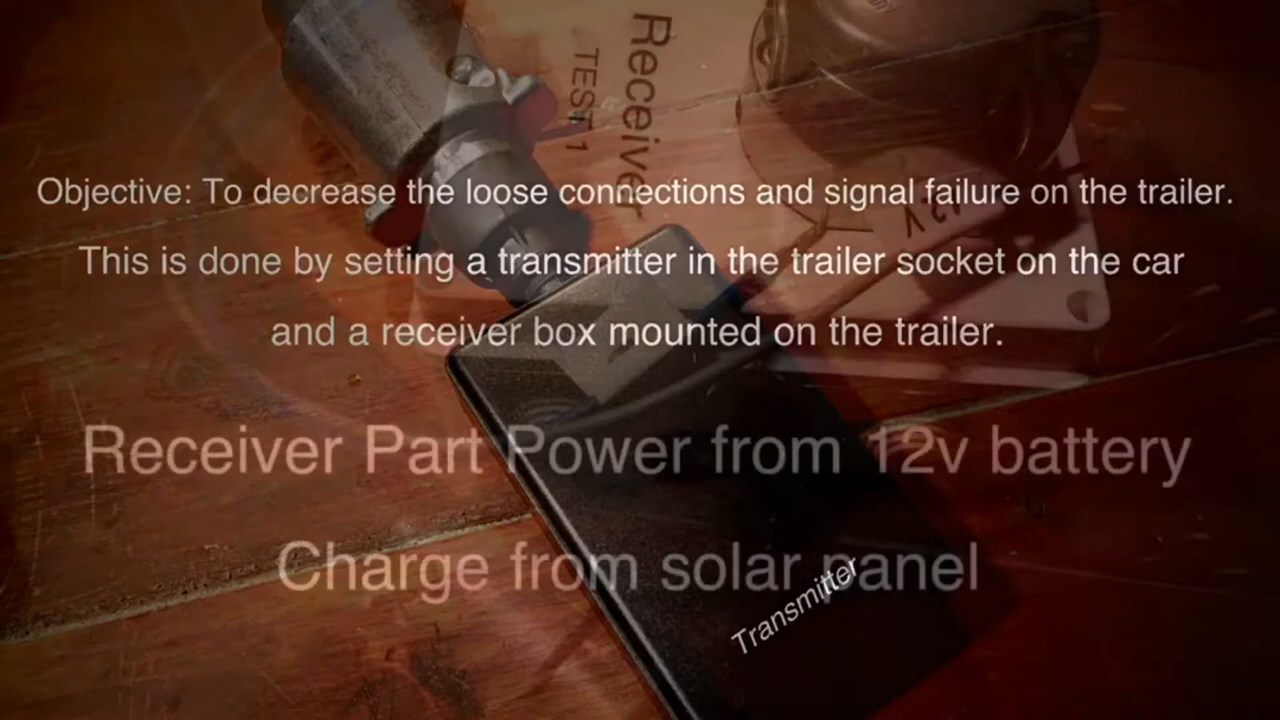 Receiver
TEST 1
12V
Objective: To decrease the loose connections and signal failure on the trailer.
This is done by setting a transmitter in the trailer socket on the car
and a receiver box mounted on the trailer.
Receiver Part Power from 12v battery
Charge from solar panel
Transmitter